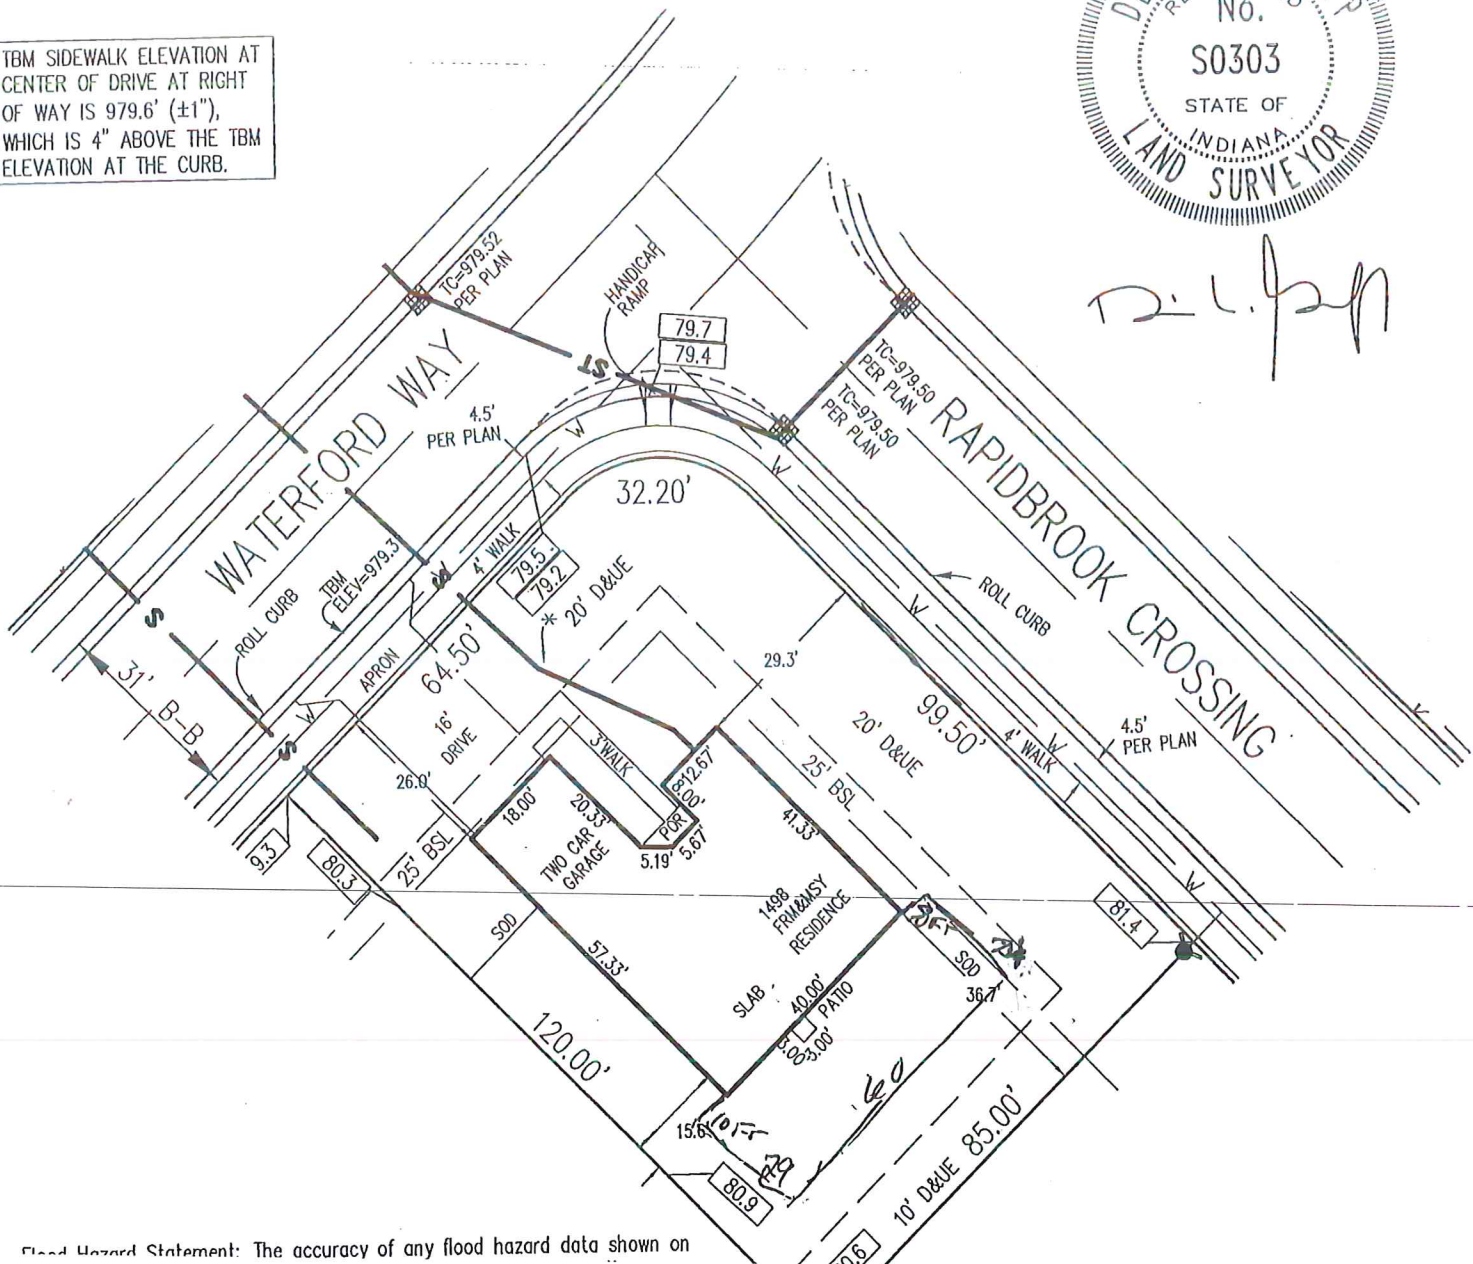 TBM SIDEWALK ELEVATION AT
CENTER OF DRIVE AT RIGHT
OF WAY IS 979.6' (±1"),
WHICH IS 4" ABOVE THE TBM
ELEVATION AT THE CURB.
No.
S0303
STATE OF
INDIANA
LAND SURVEYOR
TC=979.52
PER PLAN
HANDICAP
RAMP
79.7
79.4
ST
TC=979.50
PER PLAN
TC=979.50
PER PLAN
WATERFORD WAY
4.5'
PER PLAN
W
W
RAPIDBROOK CROSSING
32.20'
4' WALK
79.5
79.2
TBM
ELEV=979.3
ROLL CURB
S
S
* 20' D&UE
ROLL CURB
W
31' B-B
APRON
64.50'
W
S
16'
DRIVE
26.0'
29.3'
20' D&UE
99.50'
4' WALK
W
4.5'
PER PLAN
25' BSL
3'WALK
12.67'
8.00'
POR
5.67'
5.19'
18.00'
20.33'
TWO CAR
GARAGE
41.33'
25' BSL
9.3
80.3
SOD
57.33'
1498
FRM&MSY
RESIDENCE
W
81.4
SOD
36.7'
SLAB
40.00'
PATIO
3.00'
3.00'
120.00'
60
10 FT
80.9
10' D&UE 85.00'
Flood Hazard Statement: The accuracy of any flood hazard data shown on